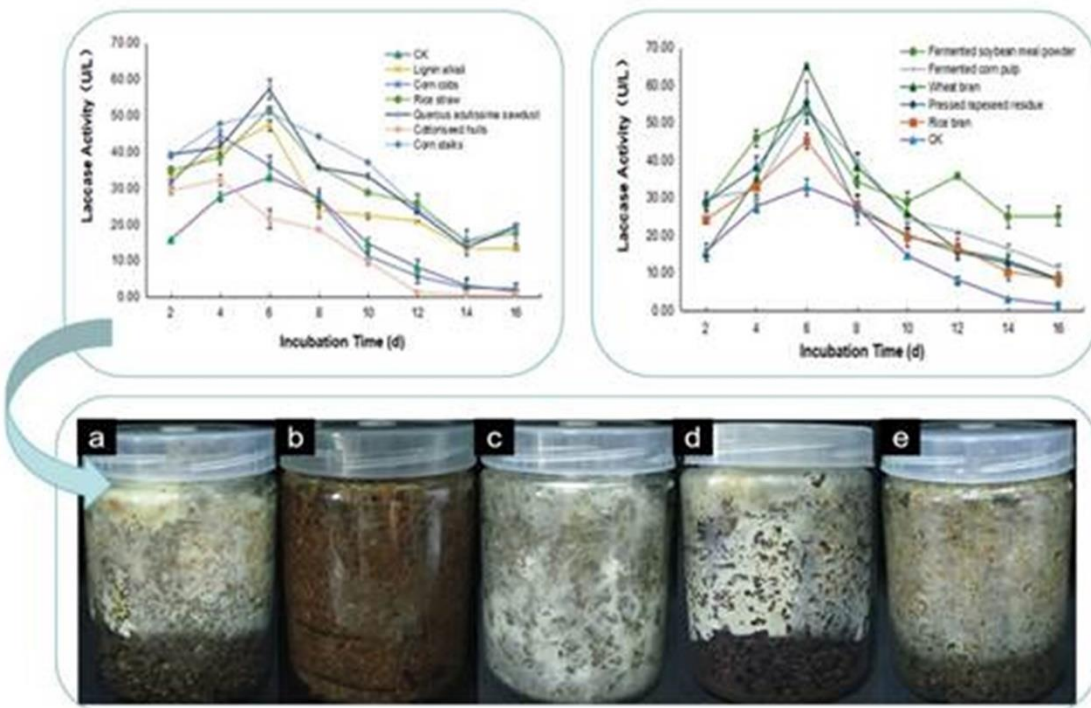 Laccase Activity (U/L)
70.00
60.00
50.00
40.00
30.00
20.00
10.00
0.00
2 4 6 8 10 12 14 16
Incubation Time (d)
CK
Lignin alkali
Corn cobs
Rice straw
Quercus acutissima sawdust
Cottonseed hulls
Corn stalks
Laccase Activity (U/L)
70.00
60.00
50.00
40.00
30.00
20.00
10.00
0.00
2 4 6 8 10 12 14 16
Incubation Time (d)
Fermented soybean meal powder
Fermented corn pulp
Wheat bran
Pressed rapeseed residue
Rice bran
CK
a
b
c
d
e